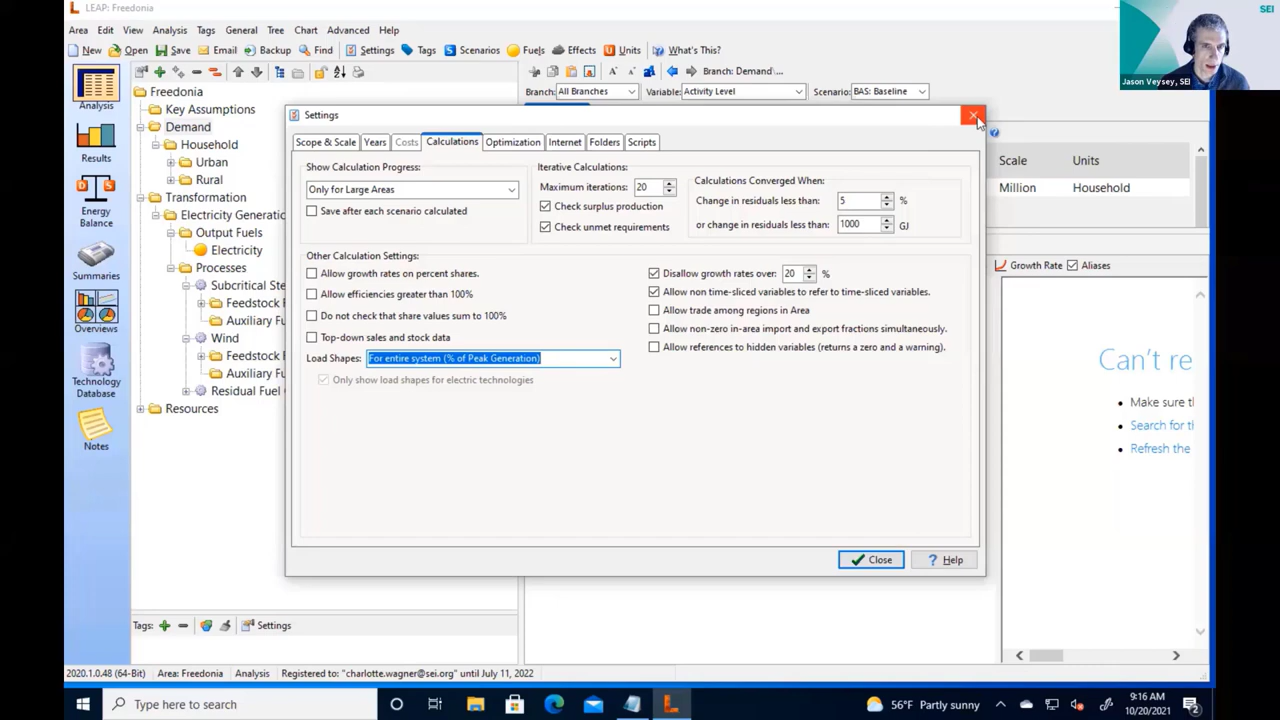 LEAP: Freedonia
SEI
Area Edit View Analysis Tags General Tree Chart Advanced Help
New Open Save Email Backup Find Settings Tags Scenarios Fuels Effects Units What's This?
Jason Veysey, SEI
Branch: Demand\...
Branch: All Branches Variable: Activity Level Scenario: BAS: Baseline
Analysis
Results
Energy
Balance
Summaries
Overviews
Technology
Database
Notes
Freedonia
Key Assumptions
Demand
Household
Urban
Rural
Transformation
Electricity Generatio
Output Fuels
Electricity
Processes
Subcritical Ste
Feedstock F
Auxiliary Fu
Wind
Feedstock F
Auxiliary Fu
Residual Fuel
Resources
Tags: Settings
Settings
Scope & Scale Years Costs Calculations Optimization Internet Folders Scripts
Show Calculation Progress:
Only for Large Areas
Save after each scenario calculated
Iterative Calculations:
Maximum iterations: 20
Check surplus production
Check unmet requirements
Calculations Converged When:
Change in residuals less than: 5 %
or change in residuals less than: 1000 GJ
Other Calculation Settings:
Allow growth rates on percent shares.
Allow efficiencies greater than 100%
Do not check that share values sum to 100%
Top-down sales and stock data
Load Shapes: For entire system (% of Peak Generation)
Only show load shapes for electric technologies
Disallow growth rates over: 20 %
Allow non time-sliced variables to refer to time-sliced variables.
Allow trade among regions in Area
Allow non-zero in-area import and export fractions simultaneously.
Allow references to hidden variables (returns a zero and a warning).
Close Help
Scale Units
Million Household
Growth Rate Aliases
Can't re
Make sure tl
Search for tl
Refresh the
2020.1.0.48 (64-Bit) Area: Freedonia Analysis Registered to: "charlotte.wagner@sei.org" until July 11, 2022
Type here to search
56°F Partly sunny
9:16 AM
10/20/2021
2